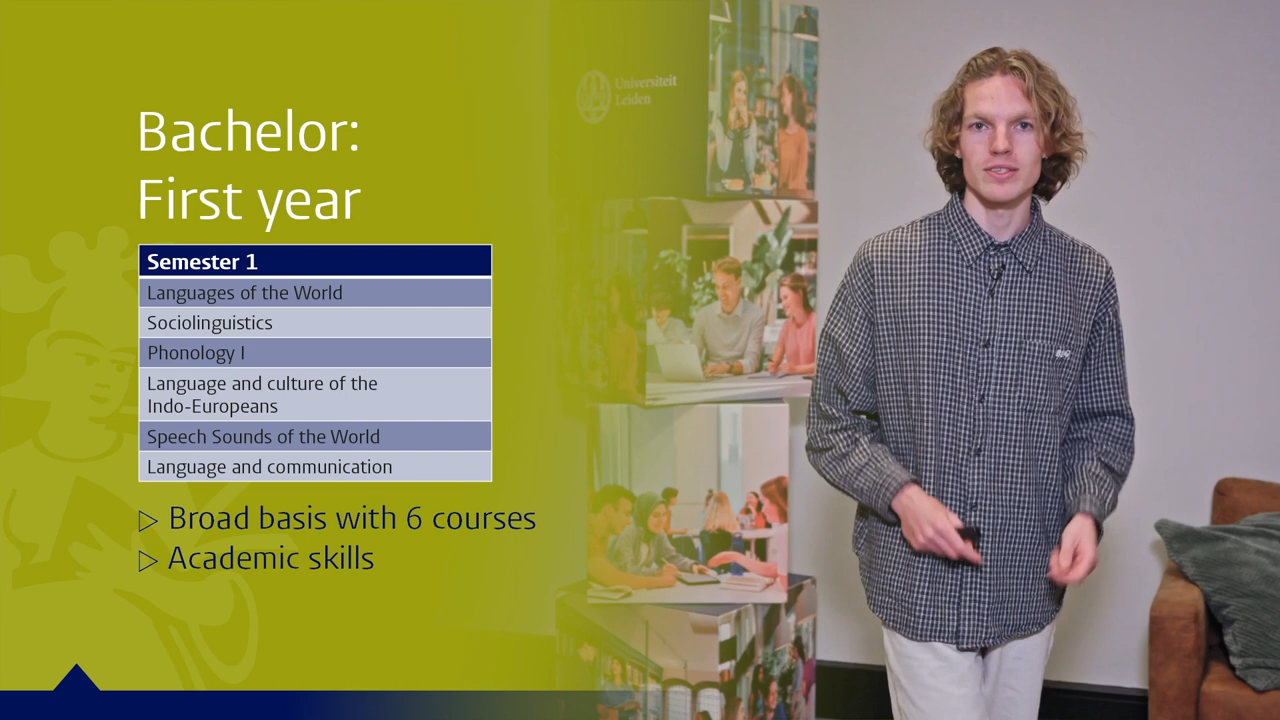 Bachelor:
First year
Semester 1
Languages of the World
Sociolinguistics
Phonology I
Language and culture of the
Indo-Europeans
Speech Sounds of the World
Language and communication
▷ Broad basis with 6 courses
▷ Academic skills
Universiteit
Leiden